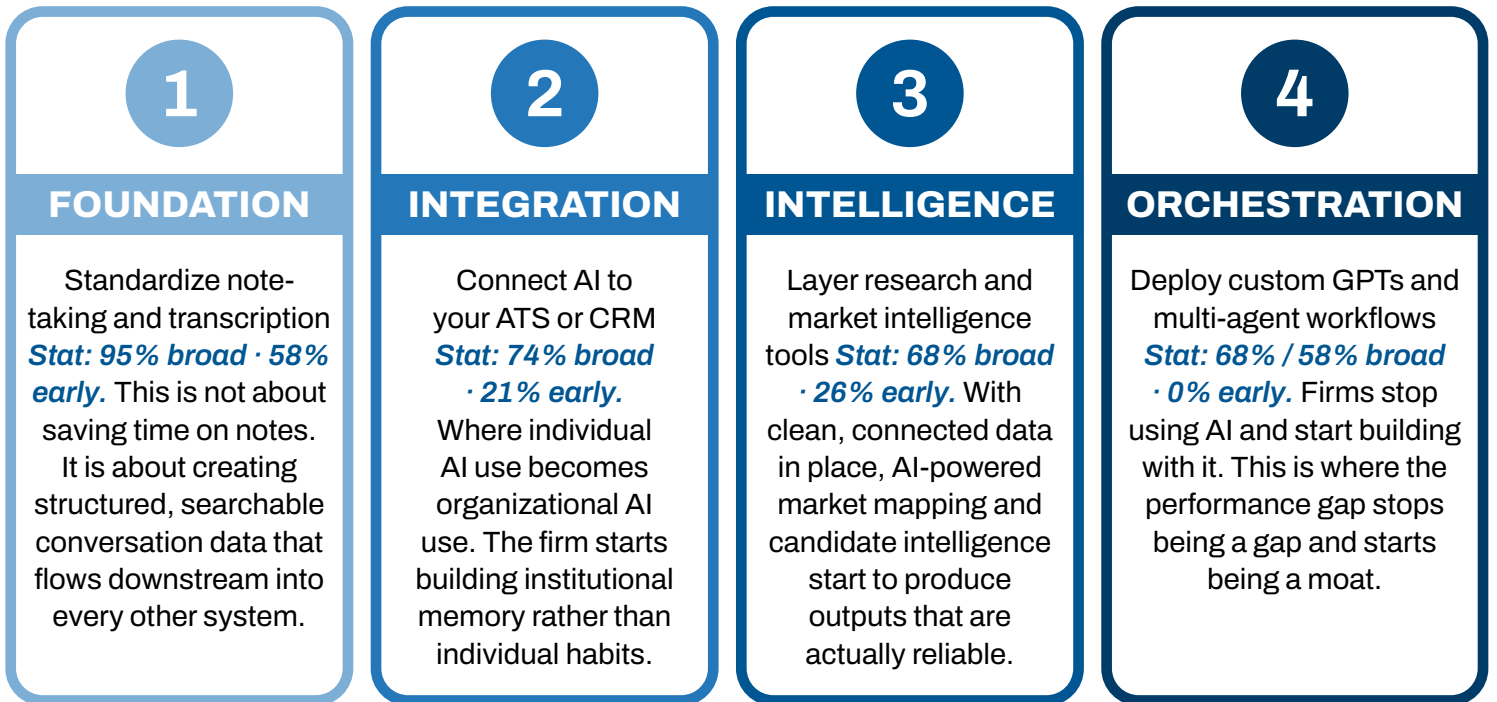 1
FOUNDATION
Standardize note-
taking and transcription
Stat: 95% broad · 58%
early. This is not about
saving time on notes.
It is about creating
structured, searchable
conversation data that
flows downstream into
every other system.
2
INTEGRATION
Connect AI to
your ATS or CRM
Stat: 74% broad
· 21% early.
Where individual
AI use becomes
organizational AI
use. The firm starts
building institutional
memory rather than
individual habits.
3
INTELLIGENCE
Layer research and
market intelligence
tools Stat: 68% broad
· 26% early. With
clean, connected data
in place, AI-powered
market mapping and
candidate intelligence
start to produce
outputs that are
actually reliable.
4
ORCHESTRATION
Deploy custom GPTs and
multi-agent workflows
Stat: 68% / 58% broad
· 0% early. Firms stop
using AI and start building
with it. This is where the
performance gap stops
being a gap and starts
being a moat.